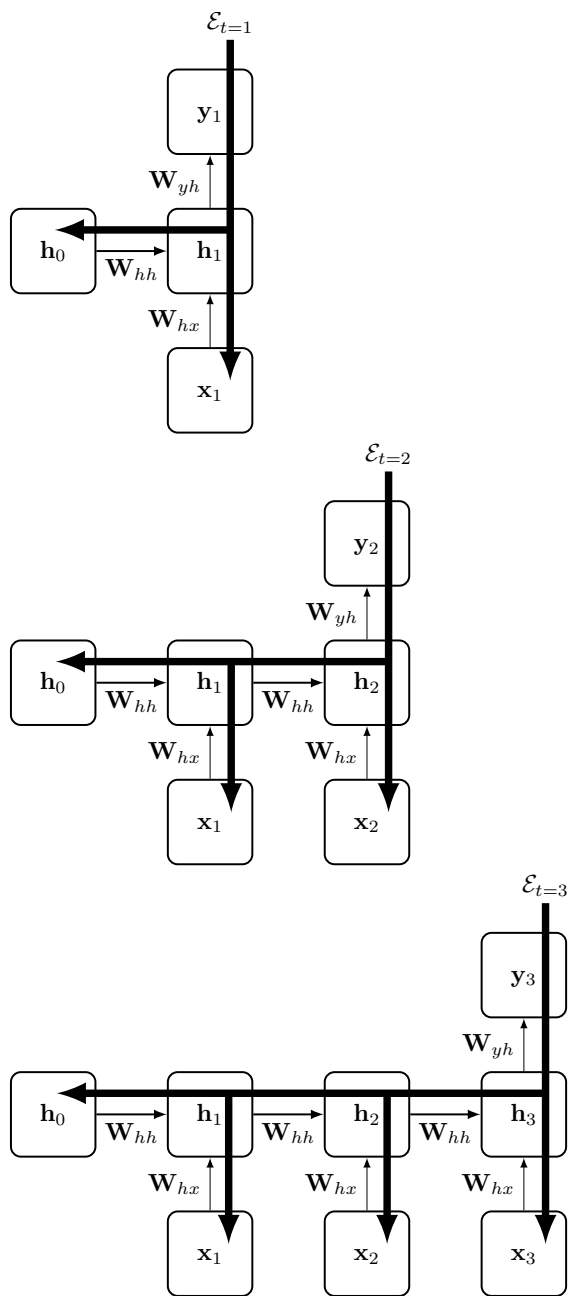 ℰ_{t=1}
y_1
W_{yh}
h_0 W_{hh} h_1
W_{hx}
x_1
ℰ_{t=2}
y_2
W_{yh}
h_0 W_{hh} h_1 W_{hh} h_2
W_{hx} W_{hx}
x_1 x_2
ℰ_{t=3}
y_3
W_{yh}
h_0 W_{hh} h_1 W_{hh} h_2 W_{hh} h_3
W_{hx} W_{hx} W_{hx}
x_1 x_2 x_3